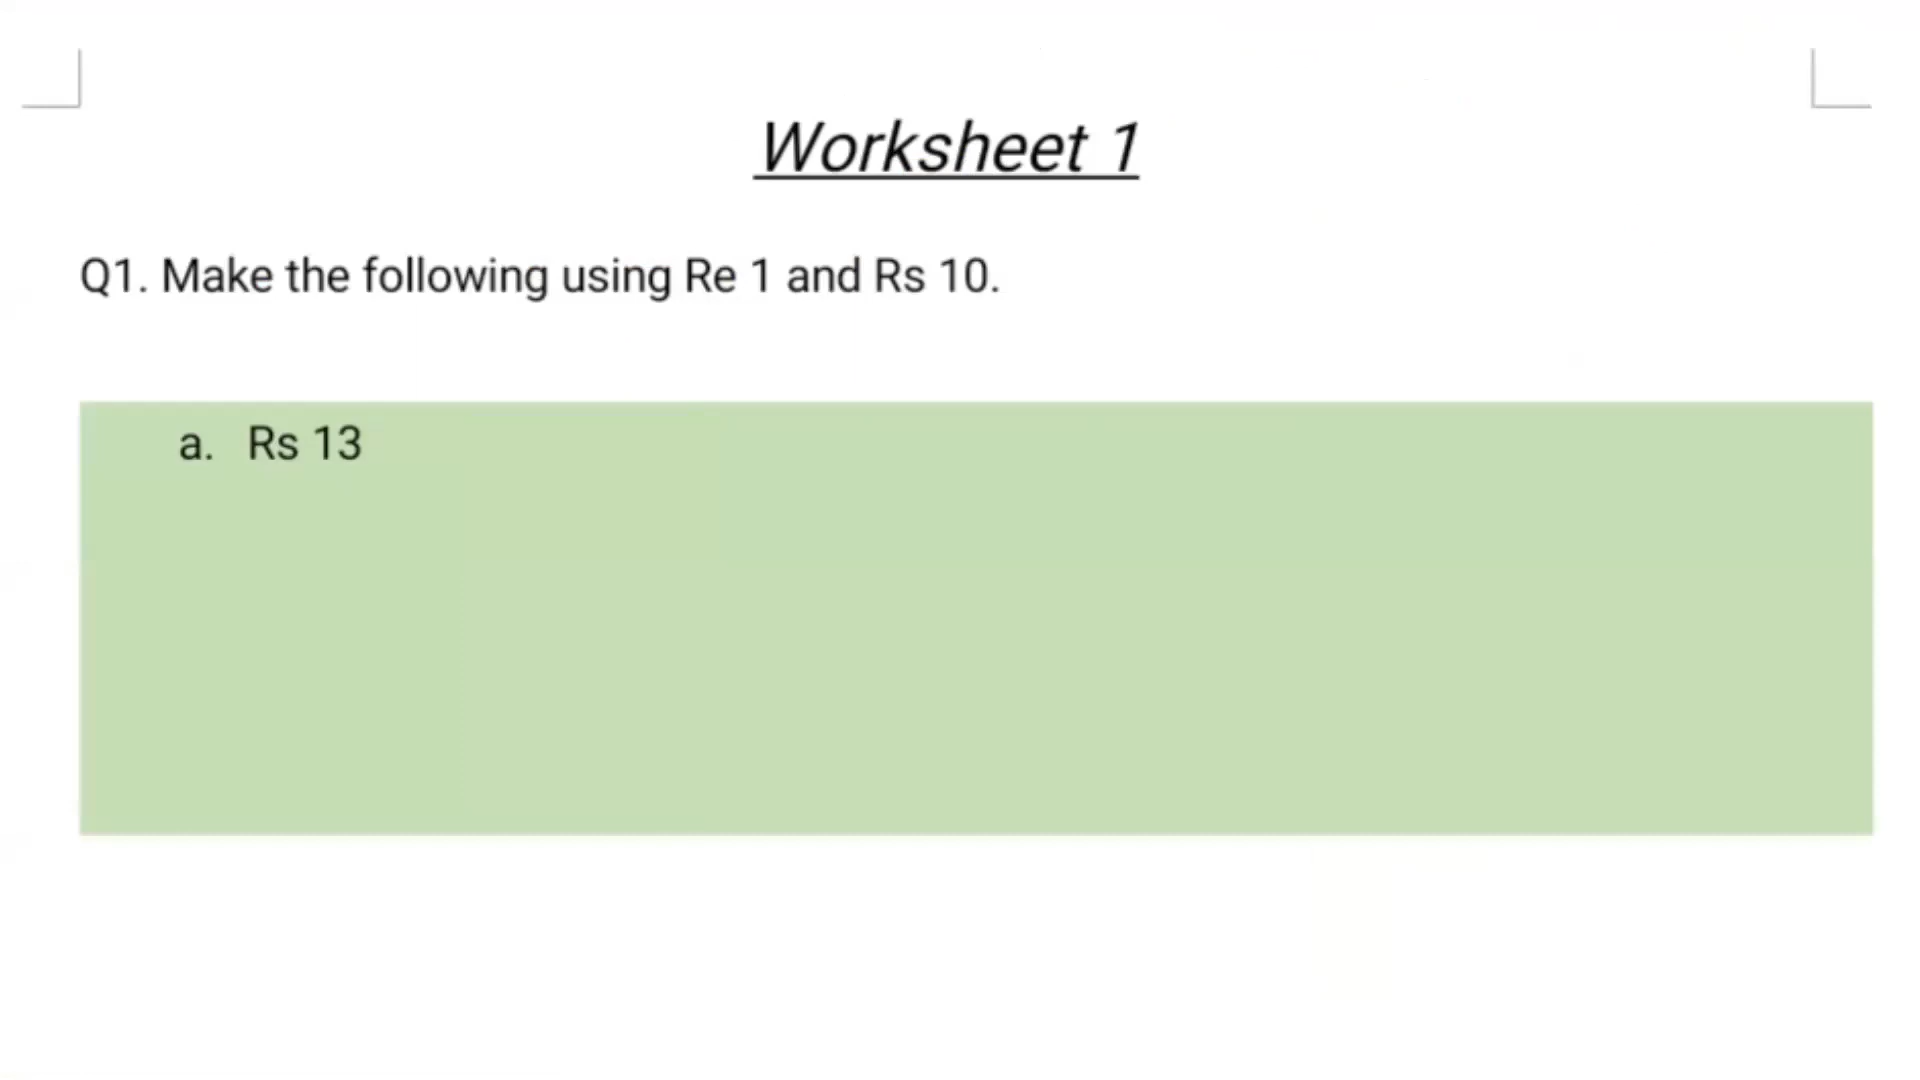 Worksheet 1
Q1. Make the following using Re 1 and Rs 10.
a. Rs 13